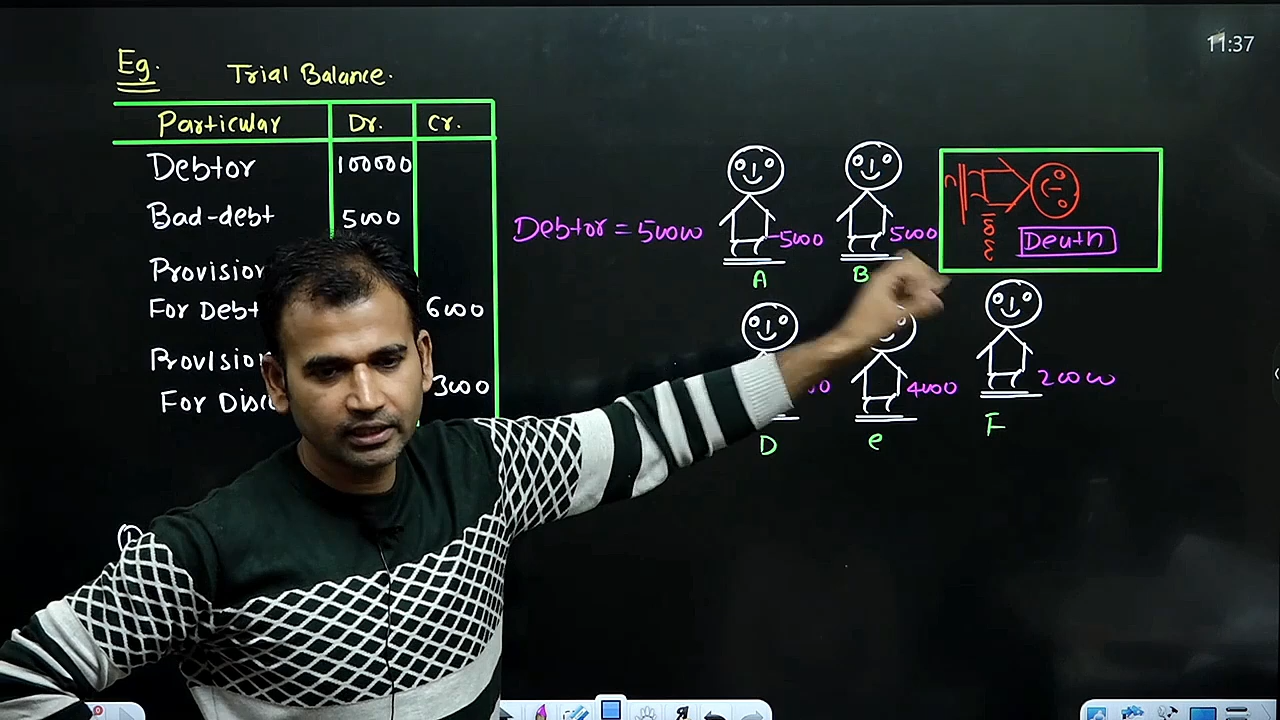 11:37
Eg. Trial Balance.
Particular Dr. Cr.
Debtor 100000
Bad-debt 5000
Provision
For Debt 6000
Provision
For Disc 3000
Debtor = 50000
5000
A
5000
B
Death
D
4000
e
20000
F